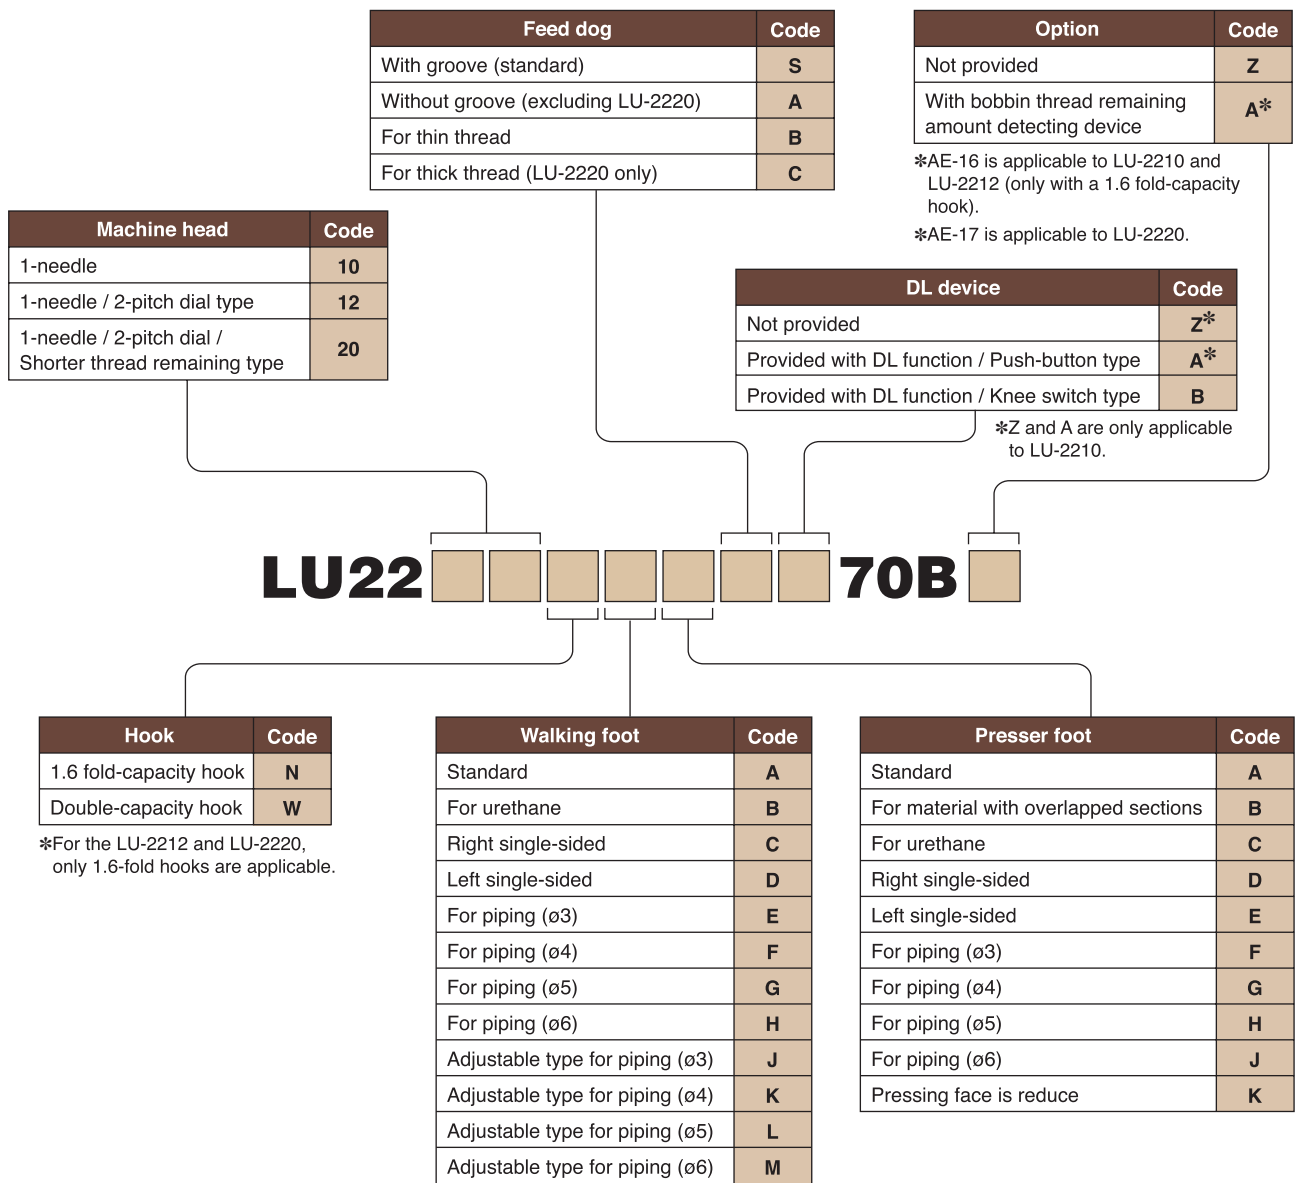 Feed dog Code
With groove (standard) S
Without groove (excluding LU-2220) A
For thin thread B
For thick thread (LU-2220 only) C
Option Code
Not provided Z
With bobbin thread remaining
amount detecting device A✽
✽AE-16 is applicable to LU-2210 and
LU-2212 (only with a 1.6 fold-capacity
hook).
✽AE-17 is applicable to LU-2220.
Machine head Code
1-needle 10
1-needle / 2-pitch dial type 12
1-needle / 2-pitch dial /
Shorter thread remaining type 20
DL device Code
Not provided Z✽
Provided with DL function / Push-button type A✽
Provided with DL function / Knee switch type B
✽Z and A are only applicable
to LU-2210.
LU22 70B
Hook Code
1.6 fold-capacity hook N
Double-capacity hook W
✽For the LU-2212 and LU-2220,
only 1.6-fold hooks are applicable.
Walking foot Code
Standard A
For urethane B
Right single-sided C
Left single-sided D
For piping (ø3) E
For piping (ø4) F
For piping (ø5) G
For piping (ø6) H
Adjustable type for piping (ø3) J
Adjustable type for piping (ø4) K
Adjustable type for piping (ø5) L
Adjustable type for piping (ø6) M
Presser foot Code
Standard A
For material with overlapped sections B
For urethane C
Right single-sided D
Left single-sided E
For piping (ø3) F
For piping (ø4) G
For piping (ø5) H
For piping (ø6) J
Pressing face is reduce K